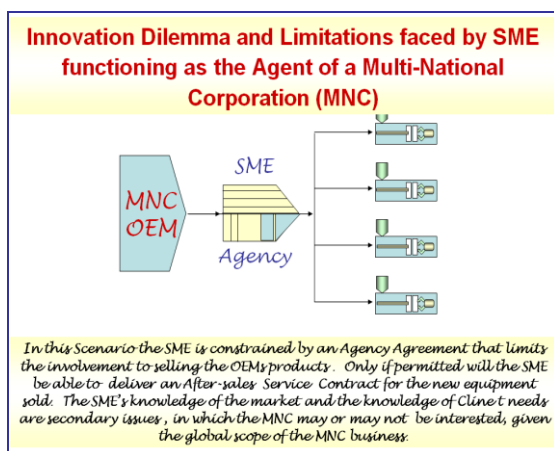 Innovation Dilemma and Limitations faced by SME
functioning as the Agent of a Multi-National
Corporation (MNC)
SME
MNC
OEM
Agency
In this Scenario the SME is constrained by an Agency Agreement that limits
the involvement to selling the OEMs products. Only if permitted will the SME
be able to deliver an After-sales Service Contract for the new equipment
sold. The SME's knowledge of the market and the knowledge of Cline t needs
are secondary issues, in which the MNC may or may not be interested, given
the global scope of the MNC business.